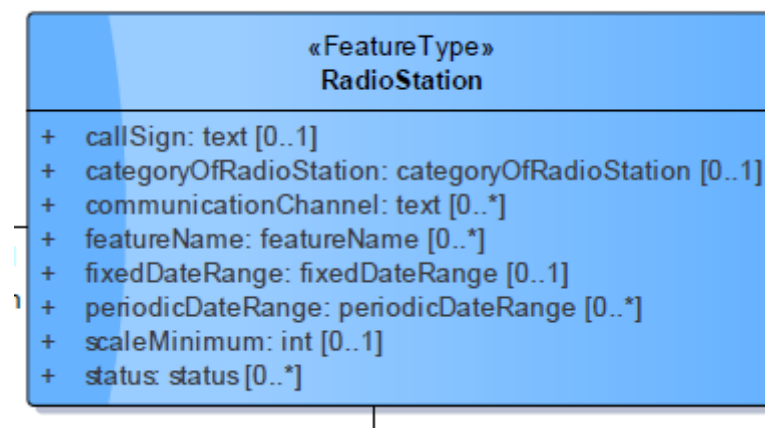 «FeatureType»
RadioStation
+ callSign: text [0..1]
+ categoryOfRadioStation: categoryOfRadioStation [0..1]
+ communicationChannel: text [0..*]
+ featureName: featureName [0..*]
+ fixedDateRange: fixedDateRange [0..1]
+ periodicDateRange: periodicDateRange [0..*]
+ scaleMinimum: int [0..1]
+ status: status [0..*]